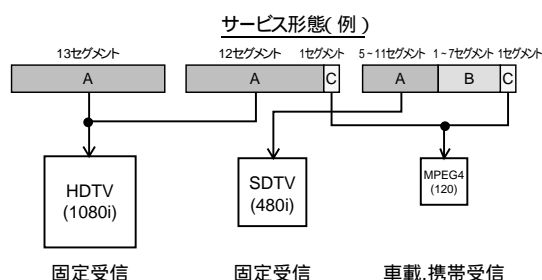 サービス形態(例)
13セグメント 12セグメント 1セグメント 5~11セグメント 1~7セグメント 1セグメント
A A C A B C
HDTV
(1080i)
SDTV
(480i)
MPEG4
(120)
固定受信 固定受信 車載,携帯受信